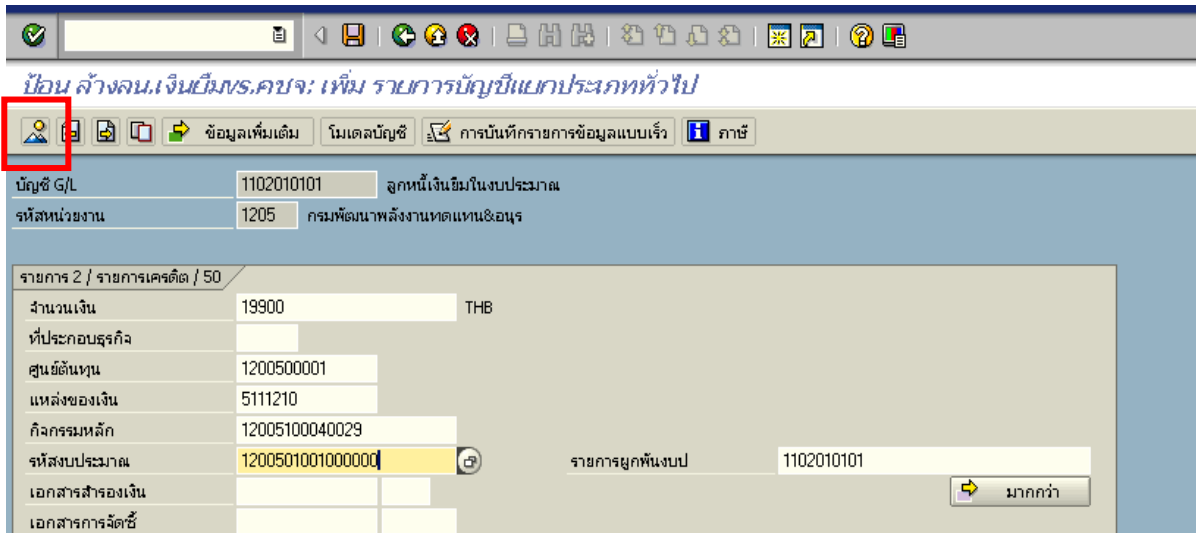 ป้อน ล้างลน.เงินยืมvs.คชจ: เพิ่ม รายการบัญชีแยกประเภททั่วไป
ข้อมูลเพิ่มเติม โมเดลบัญชี การบันทึกรายการข้อมูลแบบเร็ว ภาษี
บัญชี G/L 1102010101 ลูกหนี้เงินยืมในงบประมาณ
รหัสหน่วยงาน 1205 กรมพัฒนาพลังงานทดแทน&อนุร
รายการ 2 / รายการเครดิต / 50
จำนวนเงิน 19900 THB
ที่ประกอบธุรกิจ
ศูนย์ต้นทุน 1200500001
แหล่งของเงิน 5111210
กิจกรรมหลัก 12005100040029
รหัสงบประมาณ 1200501001000000 รายการผูกพันงบป 1102010101
เอกสารสำรองเงิน มากกว่า
เอกสารการจัดซื้